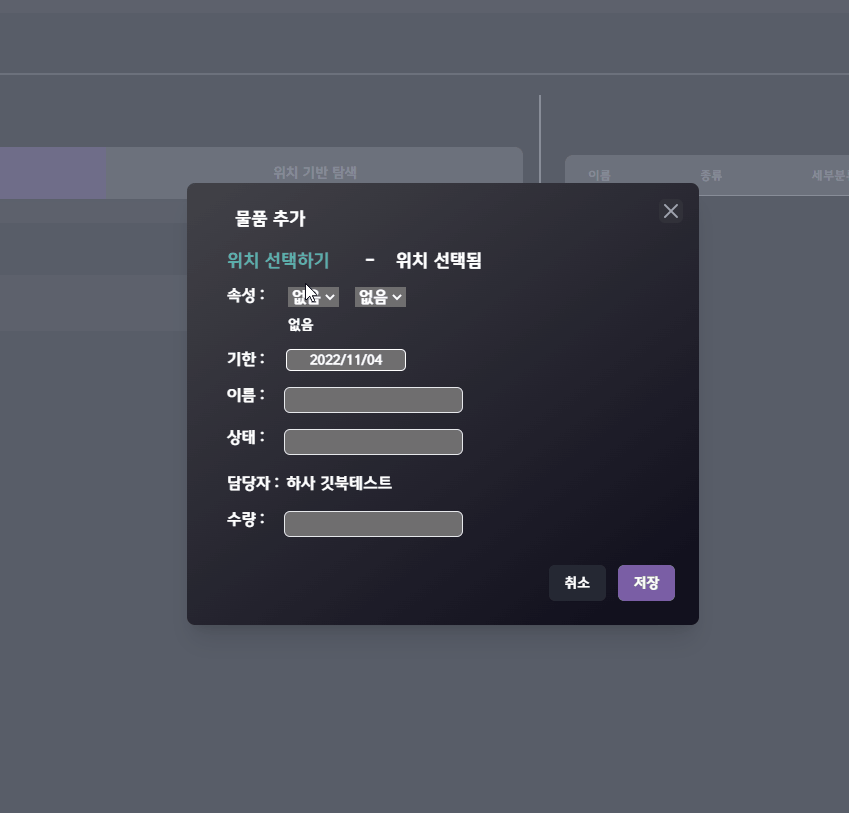 위치 기반 탐색
이름 종류 세부분류
물품 추가
위치 선택하기 - 위치 선택됨
속성 : 없음 없음
없음
기한 : 2022/11/04
이름 :
상태 :
담당자 : 하사 깃북테스트
수량 :
취소 저장